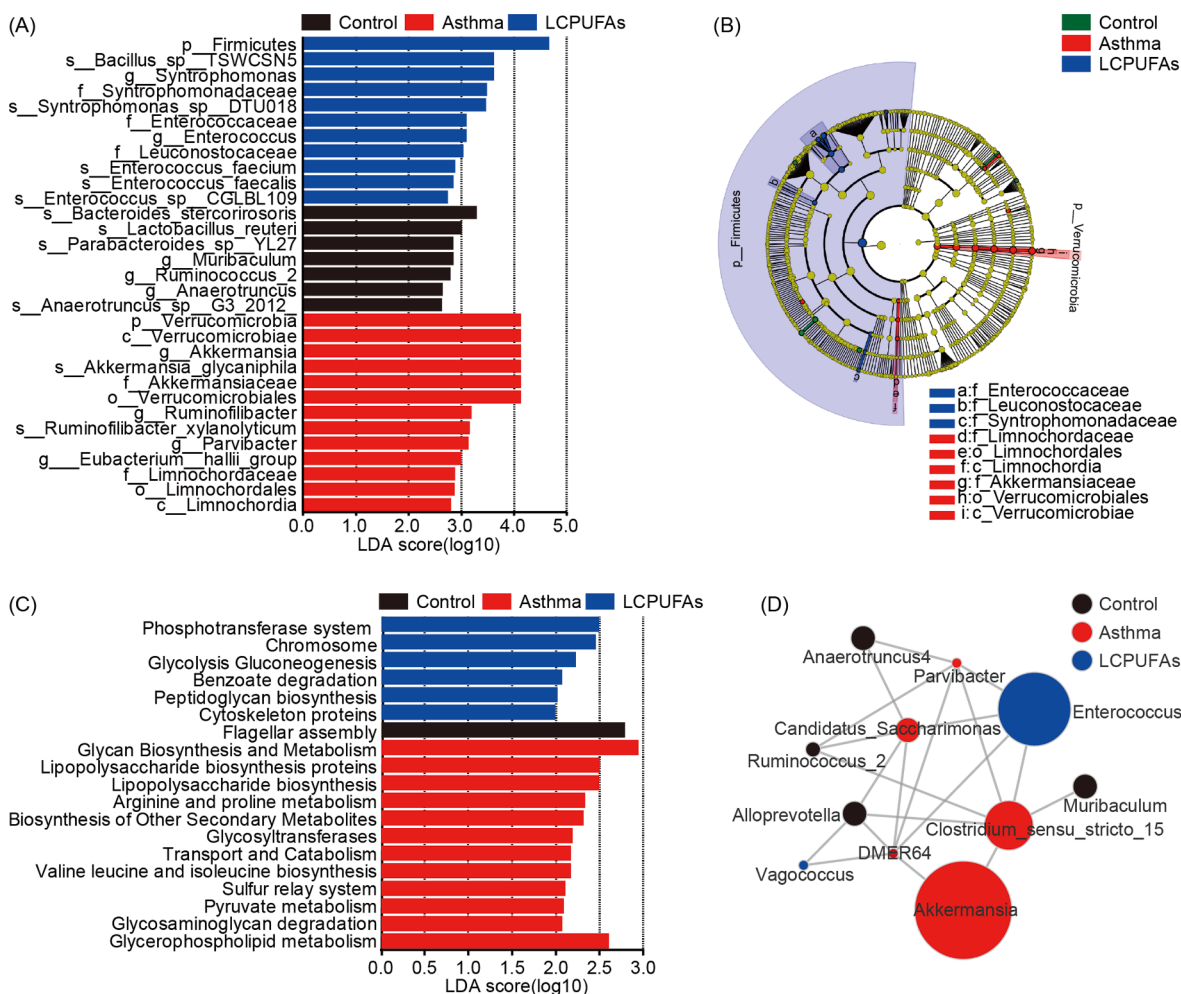 (A)
Control Asthma LCPUFAs
p__Firmicutes
s__Bacillus_sp__TSWCSN5
g__Syntrophomonas
f__Syntrophomonadaceae
s__Syntrophomonas_sp__DTU018
f__Enterococcaceae
g__Enterococcus
f__Leuconostocaceae
s__Enterococcus_faecium
s__Enterococcus_faecalis
s__Enterococcus_sp__CGLBL109
s__Bacteroides_stercorirosoris
s__Lactobacillus_reuteri
s__Parabacteroides_sp__YL27
g__Muribaculum
g__Ruminococcus_2
g__Anaerotruncus
s__Anaerotruncus_sp__G3_2012_
p__Verrucomicrobia
c__Verrucomicrobiae
g__Akkermansia
s__Akkermansia_glycaniphila
f__Akkermansiaceae
o__Verrucomicrobiales
g__Ruminofilibacter
s__Ruminofilibacter_xylanolyticum
g__Parvibacter
g___Eubacterium_hallii_group
f__Limnochordaceae
o__Limnochordales
c__Limnochordia
0.0 1.0 2.0 3.0 4.0 5.0
LDA score(log10)
(B)
Control
Asthma
LCPUFAs
p__Firmicutes
p__Verrucomicrobia
a
b
c
d
e
f
g
h
i
a:f_Enterococcaceae
b:f_Leuconostocaceae
c:f_Syntrophomonadaceae
d:f_Limnochordaceae
e:o_Limnochordales
f:c_Limnochordia
g:f_Akkermansiaceae
h:o_Verrucomicrobiales
i:c_Verrucomicrobiae
(C)
Control Asthma LCPUFAs
Phosphotransferase system
Chromosome
Glycolysis Gluconeogenesis
Benzoate degradation
Peptidoglycan biosynthesis
Cytoskeleton proteins
Flagellar assembly
Glycan Biosynthesis and Metabolism
Lipopolysaccharide biosynthesis proteins
Lipopolysaccharide biosynthesis
Arginine and proline metabolism
Biosynthesis of Other Secondary Metabolites
Glycosyltransferases
Transport and Catabolism
Valine leucine and isoleucine biosynthesis
Sulfur relay system
Pyruvate metabolism
Glycosaminoglycan degradation
Glycerophospholipid metabolism
0.0 0.5 1.0 1.5 2.0 2.5 3.0
LDA score(log10)
(D)
Control
Asthma
LCPUFAs
Anaerotruncus4
Parvibacter
Enterococcus
Candidatus_Saccharimonas
Ruminococcus_2
Muribaculum
Alloprevotella
Clostridium_sensu_stricto_15
DMER64
Vagococcus
Akkermansia